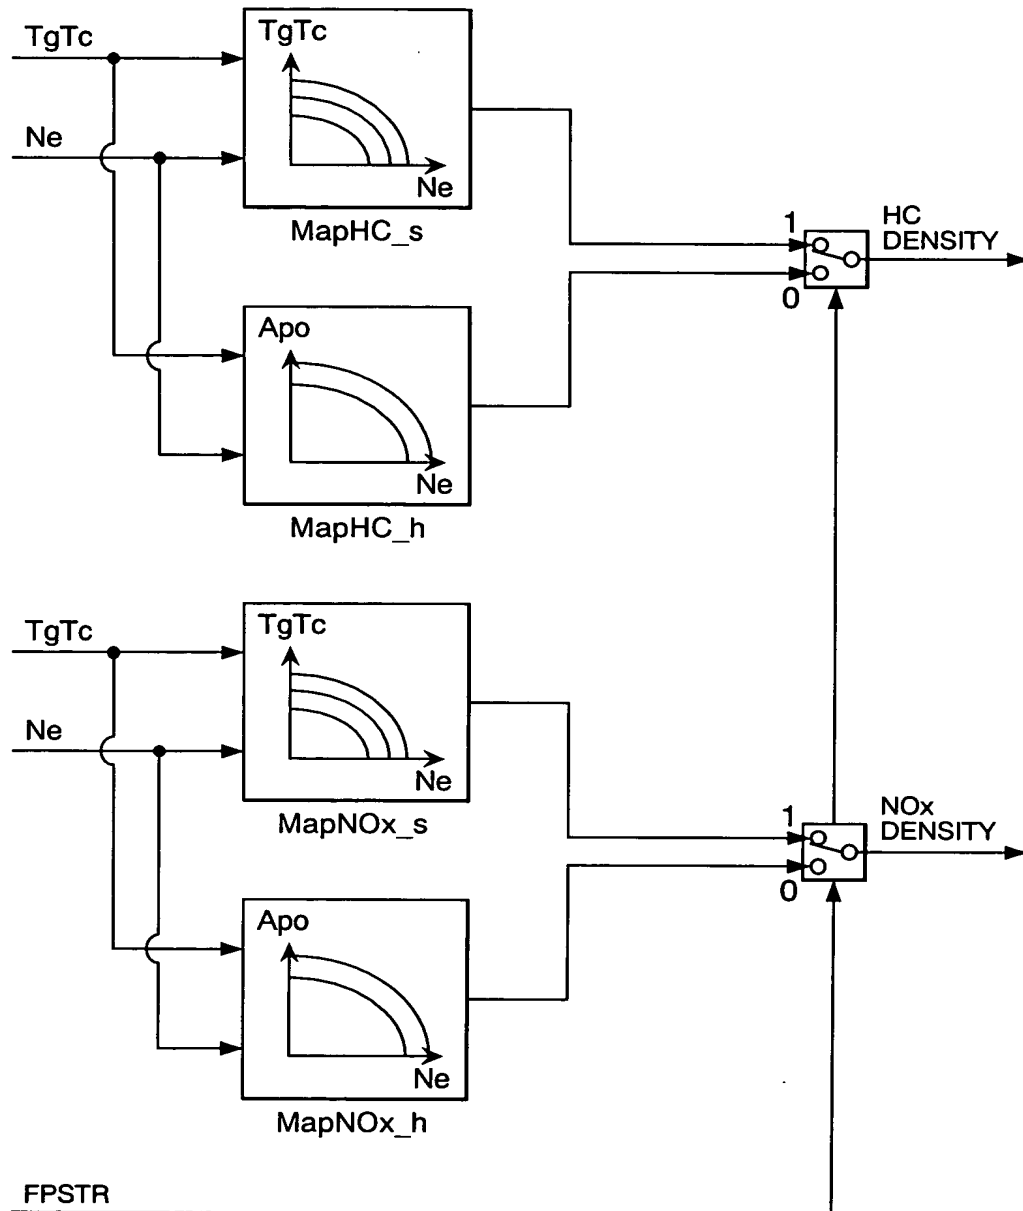 TgTc
TgTc
Ne
Ne
MapHC_s
1
HC
DENSITY
0
Apo
Ne
MapHC_h
TgTc
TgTc
Ne
Ne
MapNOx_s
1
NOx
DENSITY
0
Apo
Ne
MapNOx_h
FPSTR